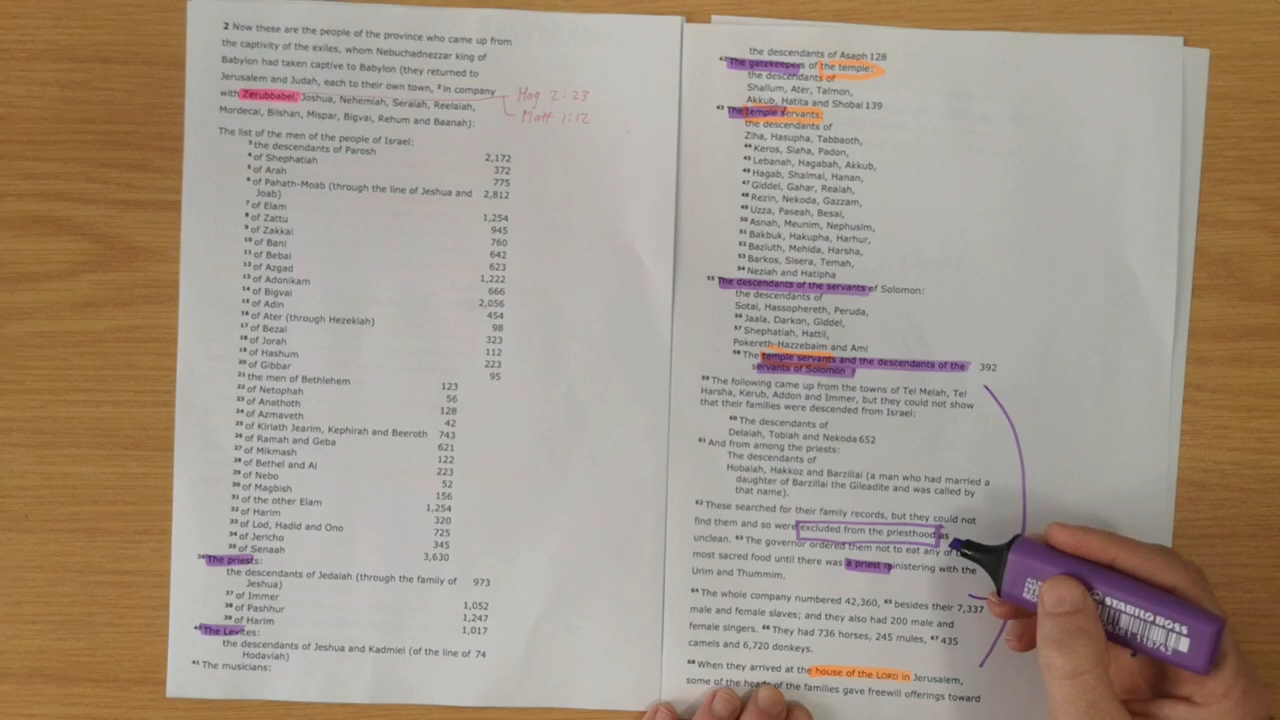 2 Now these are the people of the province who came up from
the captivity of the exiles, whom Nebuchadnezzar king of
Babylon had taken captive to Babylon (they returned to
Jerusalem and Judah, each to their own town, 2 in company
with Zerubbabel, Joshua, Nehemiah, Seraiah, Reelaiah,
Mordecai, Bilshan, Mispar, Bigvai, Rehum and Baanah):
Hag 2:23
Matt 1:12
The list of the men of the people of Israel:
3 the descendants of Parosh 2,172
4 of Shephatiah 372
5 of Arah 775
6 of Pahath-Moab (through the line of Jeshua and 2,812
Joab)
7 of Elam 1,254
8 of Zattu 945
9 of Zakkai 760
10 of Bani 642
11 of Bebai 623
12 of Azgad 1,222
13 of Adonikam 666
14 of Bigvai 2,056
15 of Adin 454
16 of Ater (through Hezekiah) 98
17 of Bezai 323
18 of Jorah 112
19 of Hashum 223
20 of Gibbar 95
21 the men of Bethlehem 123
22 of Netophah 56
23 of Anathoth 128
24 of Azmaveth 42
25 of Kiriath Jearim, Kephirah and Beeroth 743
26 of Ramah and Geba 621
27 of Mikmash 122
28 of Bethel and Ai 223
29 of Nebo 52
30 of Magbish 156
31 of the other Elam 1,254
32 of Harim 320
33 of Lod, Hadid and Ono 725
34 of Jericho 345
35 of Senaah 3,630
36 The priests:
the descendants of Jedaiah (through the family of 973
Jeshua)
37 of Immer 1,052
38 of Pashhur 1,247
39 of Harim 1,017
40 The Levites:
the descendants of Jeshua and Kadmiel (of the line of 74
Hodaviah)
41 The musicians:
the descendants of Asaph 128
42 The gatekeepers of the temple:
the descendants of
Shallum, Ater, Talmon,
Akkub, Hatita and Shobai 139
43 The temple servants:
the descendants of
Ziha, Hasupha, Tabbaoth,
44 Keros, Siaha, Padon,
45 Lebanah, Hagabah, Akkub,
46 Hagab, Shalmai, Hanan,
47 Giddel, Gahar, Reaiah,
48 Rezin, Nekoda, Gazzam,
49 Uzza, Paseah, Besai,
50 Asnah, Meunim, Nephusim,
51 Bakbuk, Hakupha, Harhur,
52 Bazluth, Mehida, Harsha,
53 Barkos, Sisera, Temah,
54 Neziah and Hatipha
55 The descendants of the servants of Solomon:
the descendants of
Sotai, Hassophereth, Peruda,
56 Jaala, Darkon, Giddel,
57 Shephatiah, Hattil,
Pokereth-Hazzebaim and Ami
58 The temple servants and the descendants of the 392
servants of Solomon
59 The following came up from the towns of Tel Melah, Tel
Harsha, Kerub, Addon and Immer, but they could not show
that their families were descended from Israel:
60 The descendants of
Delaiah, Tobiah and Nekoda 652
61 And from among the priests:
The descendants of
Hobaiah, Hakkoz and Barzillai (a man who had married a
daughter of Barzillai the Gileadite and was called by
that name).
62 These searched for their family records, but they could not
find them and so were excluded from the priesthood as
unclean. 63 The governor ordered them not to eat any of
most sacred food until there was a priest ministering with the
Urim and Thummim.
64 The whole company numbered 42,360, 65 besides their 7,337
male and female slaves; and they also had 200 male and
female singers. 66 They had 736 horses, 245 mules, 67 435
camels and 6,720 donkeys.
68 When they arrived at the house of the LORD in Jerusalem,
some of the heads of the families gave freewill offerings toward
STABILO BOSS